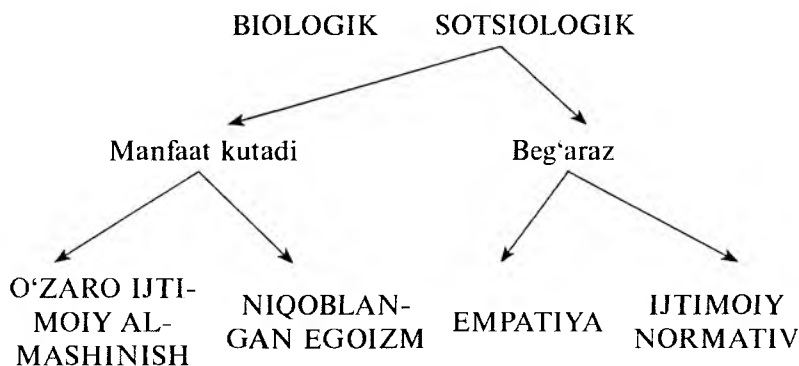 BIOLOGIK SOTSIOLOGIK
Manfaat kutadi Beg‘araz
O‘ZARO IJTI-
MOIY AL-
MASHINISH
NIQOBLAN-
GAN EGOIZM
EMPATIYA
IJTIMOIY
NORMATIV